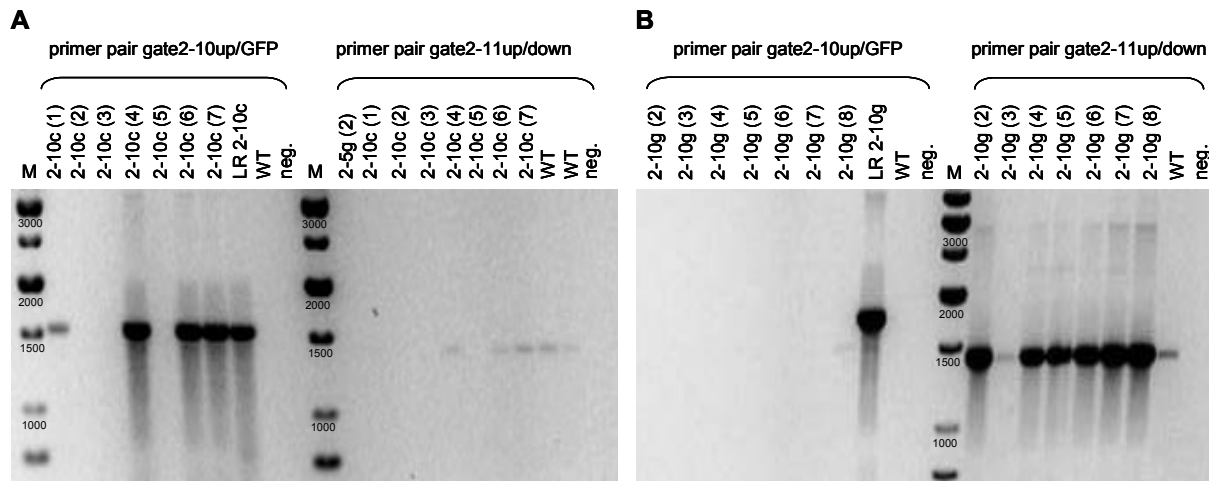 A
primer pair gate2-10up/GFP
primer pair gate2-11up/down
M
2-10c (1)
2-10c (2)
2-10c (3)
2-10c (4)
2-10c (5)
2-10c (6)
2-10c (7)
LR 2-10c
WT
neg.
M
2-5g (2)
2-10c (1)
2-10c (2)
2-10c (3)
2-10c (4)
2-10c (5)
2-10c (6)
2-10c (7)
WT
WT
neg.
3000
2000
1500
1000
3000
2000
1500
1000
B
primer pair gate2-10up/GFP
primer pair gate2-11up/down
2-10g (2)
2-10g (3)
2-10g (4)
2-10g (5)
2-10g (6)
2-10g (7)
2-10g (8)
LR 2-10g
WT
neg.
M
2-10g (2)
2-10g (3)
2-10g (4)
2-10g (5)
2-10g (6)
2-10g (7)
2-10g (8)
WT
neg.
3000
2000
1500
1000